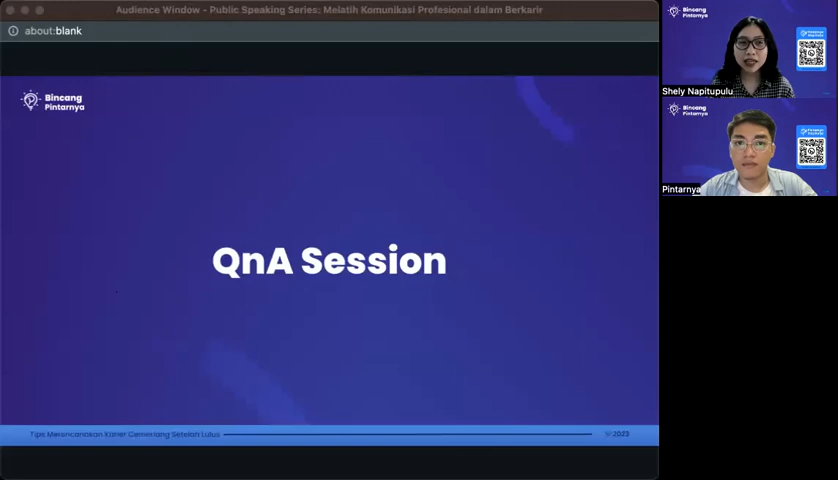 Audience Window - Public Speaking Series: Melatih Komunikasi Profesional dalam Berkarir
about:blank
Bincang
Pintarnya
QnA Session
Tips Merencanakan Karier Cemerlang Setelah Lulus
2023
Bincang
Pintarnya
Shely Napitupulu
Bincang
Pintarnya
Pintarnya